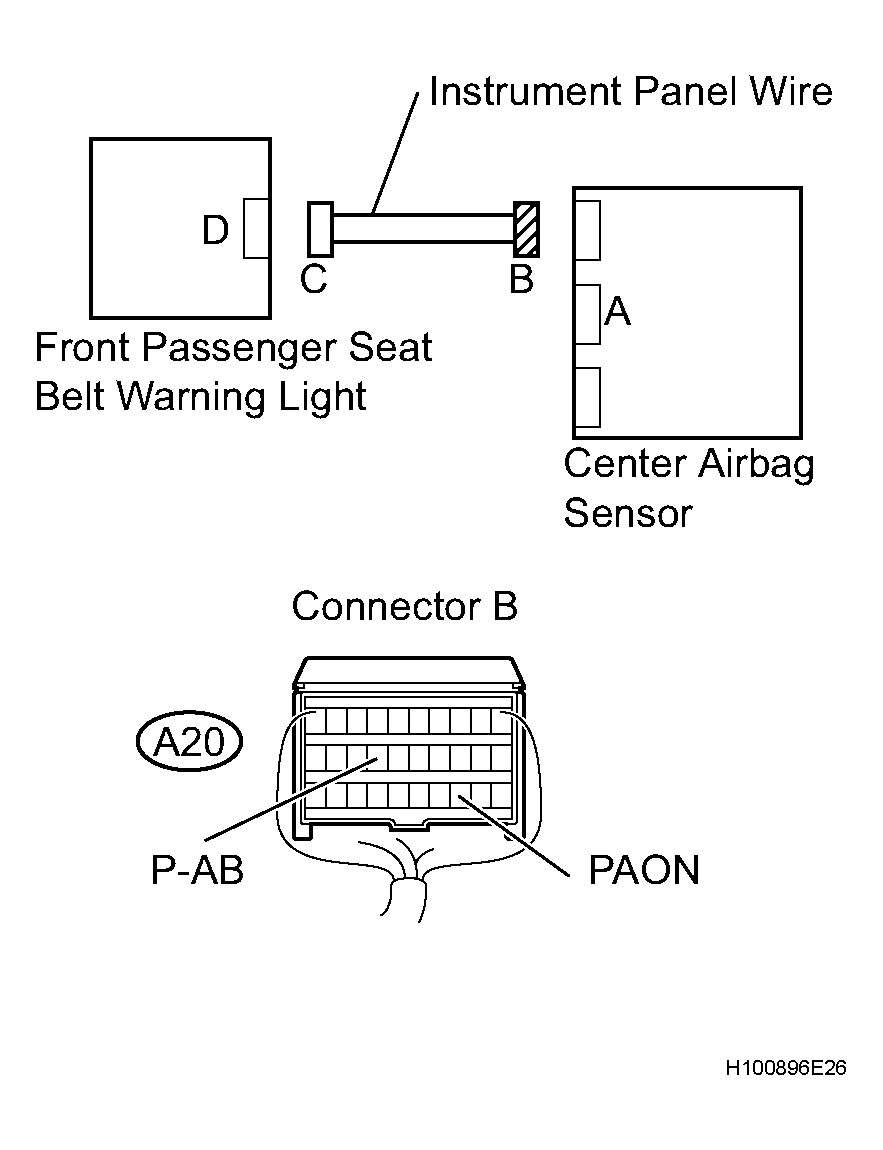 Instrument Panel Wire
D
C
B
A
Front Passenger Seat
Belt Warning Light
Center Airbag
Sensor
Connector B
A20
P-AB
PAON
H100896E26